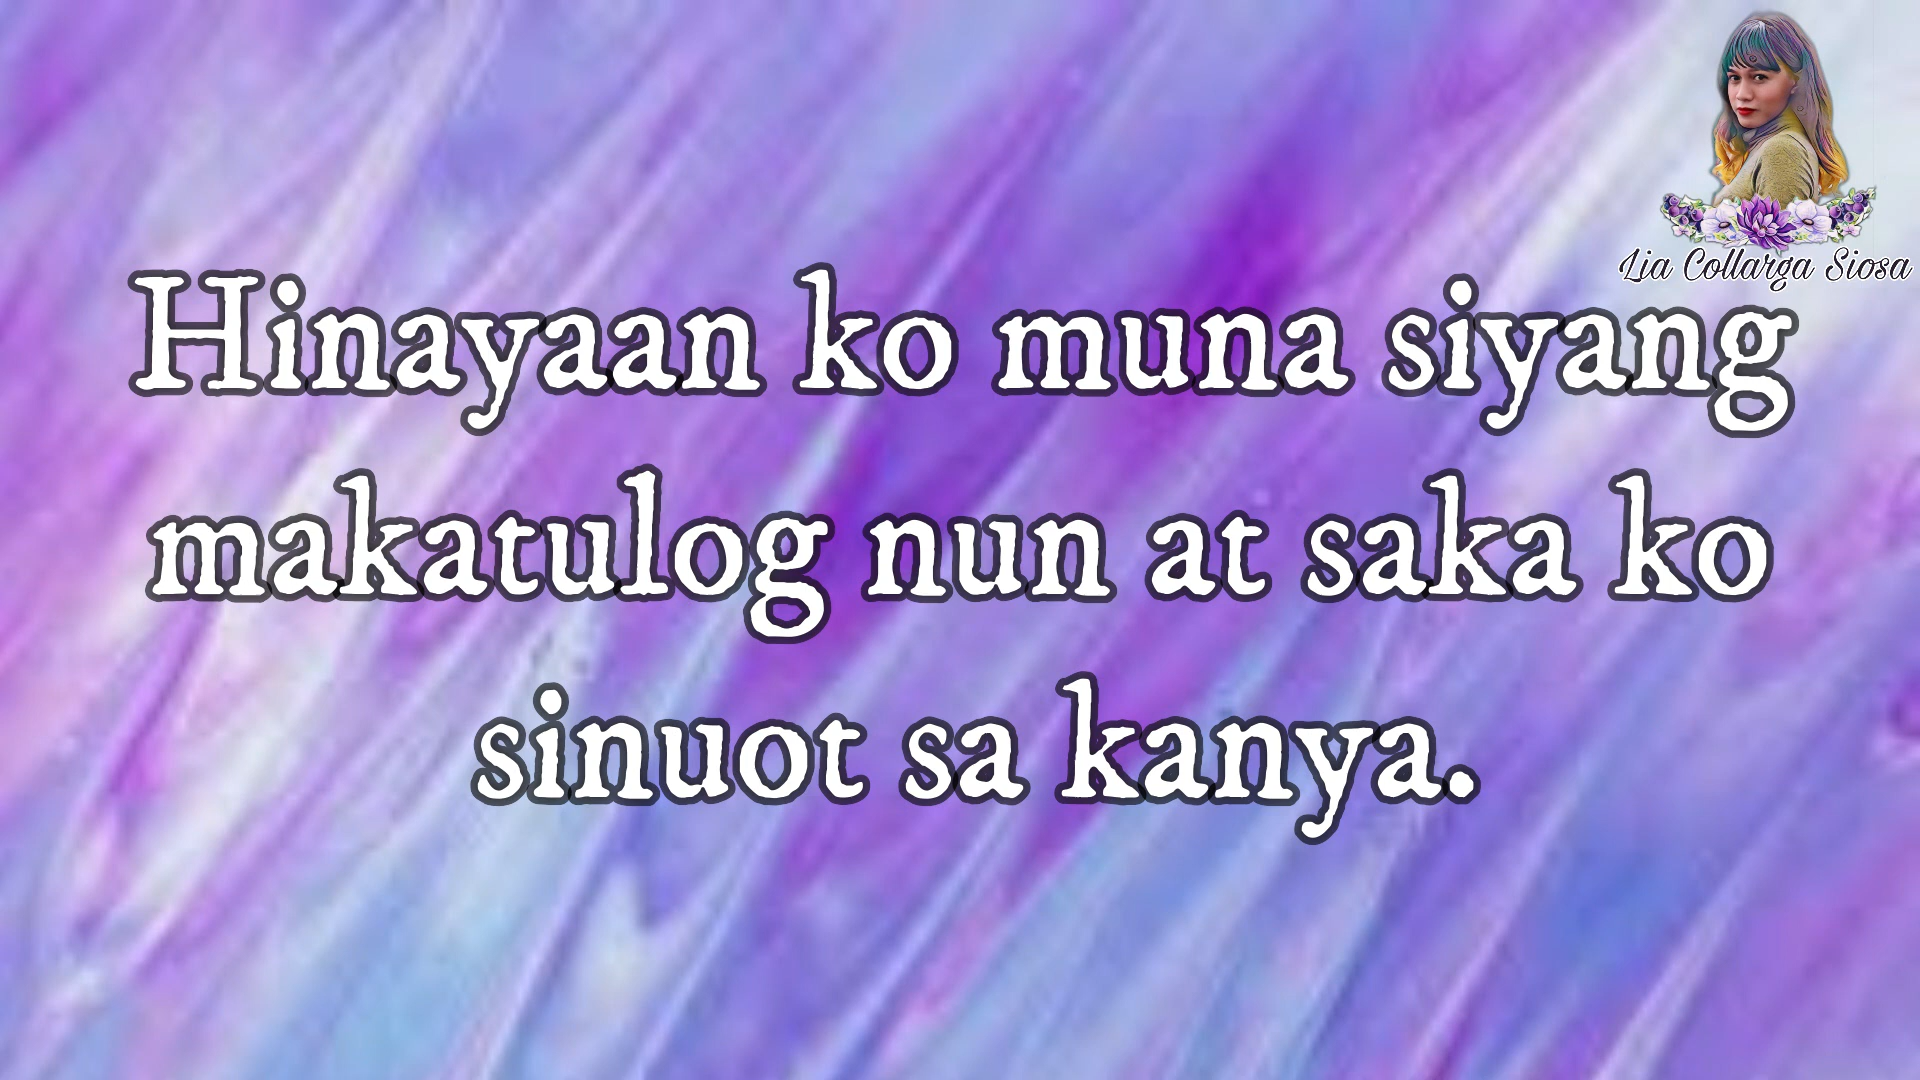 Lia Collarga Siosa
Hinayaan ko muna siyang
makatulog nun at saka ko
sinuot sa kanya.